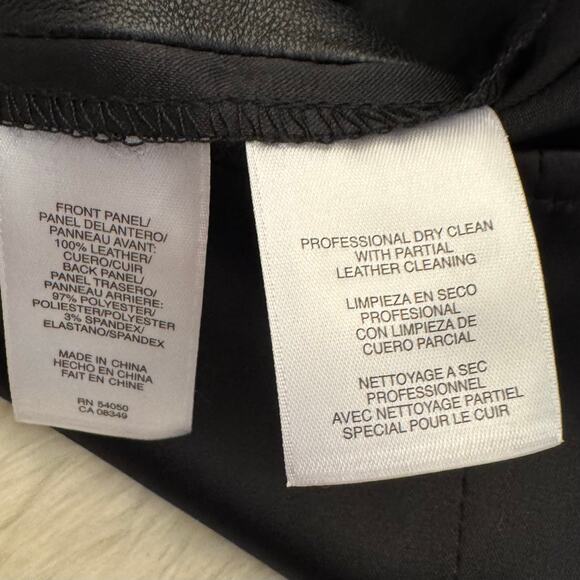 FRONT PANEL/
PANEL DELANTERO/
PANNEAU AVANT:
100% LEATHER/
CUERO/CUIR
BACK PANEL/
PANEL TRASERO/
PANNEAU ARRIERE:
97% POLYESTER/
POLIESTER/POLYESTER
3% SPANDEX/
ELASTANO/SPANDEX
MADE IN CHINA
HECHO EN CHINA
FAIT EN CHINE
RN 54050
CA 08349
PROFESSIONAL DRY CLEAN
WITH PARTIAL
LEATHER CLEANING
LIMPIEZA EN SECO
PROFESIONAL
CON LIMPIEZA DE
CUERO PARCIAL
NETTOYAGE A SEC
PROFESSIONNEL
AVEC NETTOYAGE PARTIEL
SPECIAL POUR LE CUIR